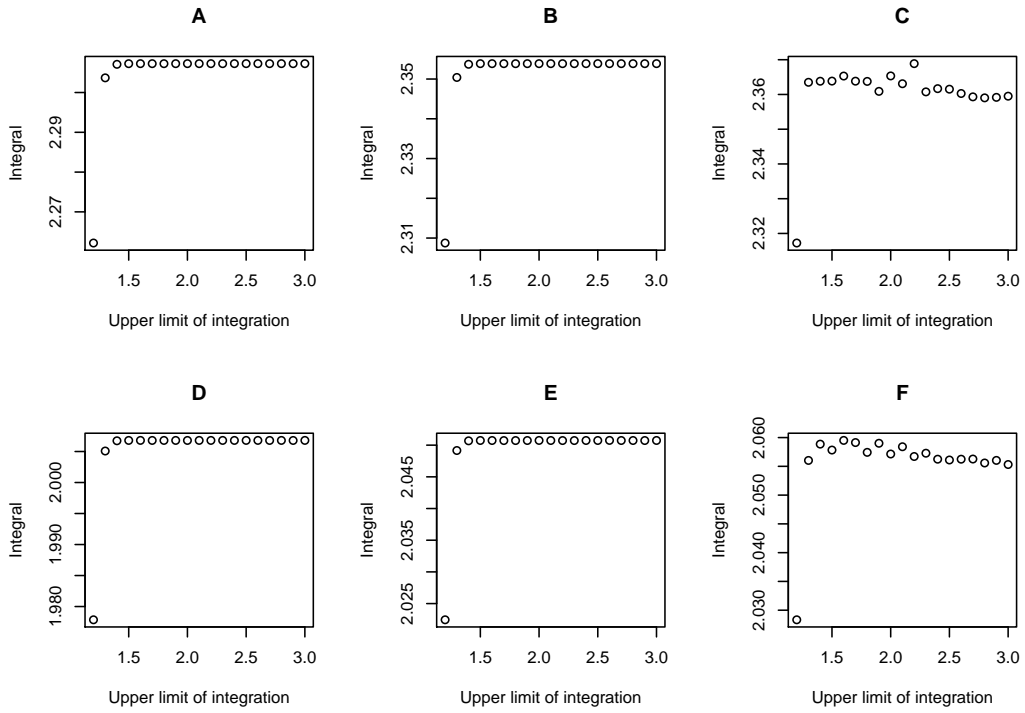 A
B
C
Integral
2.27
2.29
1.5
2.0
2.5
3.0
Upper limit of integration
Integral
2.31
2.33
2.35
1.5
2.0
2.5
3.0
Upper limit of integration
Integral
2.32
2.34
2.36
1.5
2.0
2.5
3.0
Upper limit of integration
D
E
F
Integral
1.980
1.990
2.000
1.5
2.0
2.5
3.0
Upper limit of integration
Integral
2.025
2.035
2.045
1.5
2.0
2.5
3.0
Upper limit of integration
Integral
2.030
2.040
2.050
2.060
1.5
2.0
2.5
3.0
Upper limit of integration